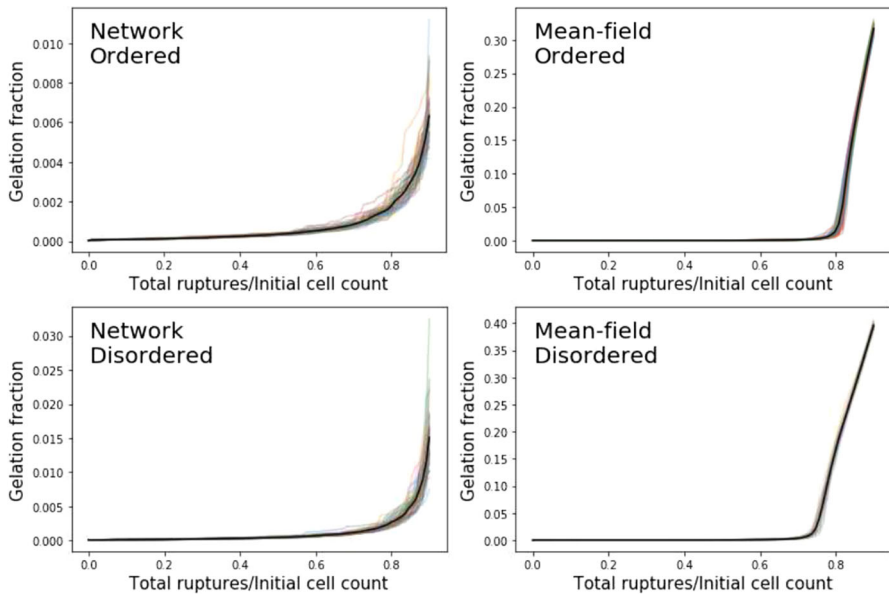 Network
Ordered
Gelation fraction
0.010
0.008
0.006
0.004
0.002
0.000
0.0 0.2 0.4 0.6 0.8
Total ruptures/Initial cell count
Mean-field
Ordered
Gelation fraction
0.30
0.25
0.20
0.15
0.10
0.05
0.00
0.0 0.2 0.4 0.6 0.8
Total ruptures/Initial cell count
Network
Disordered
Gelation fraction
0.030
0.025
0.020
0.015
0.010
0.005
0.000
0.0 0.2 0.4 0.6 0.8
Total ruptures/Initial cell count
Mean-field
Disordered
Gelation fraction
0.40
0.35
0.30
0.25
0.20
0.15
0.10
0.05
0.00
0.0 0.2 0.4 0.6 0.8
Total ruptures/Initial cell count